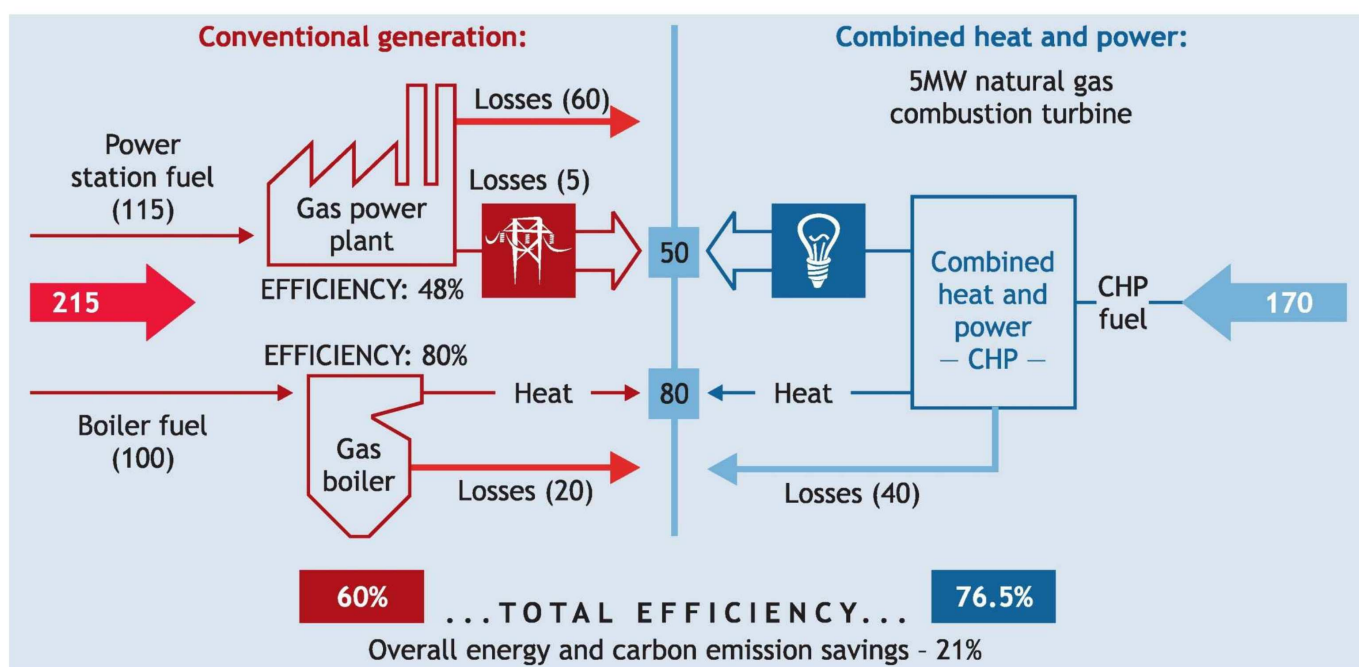 Conventional generation:
Losses (60)
Power
station fuel
(115)
Losses (5)
Gas power
plant
EFFICIENCY: 48%
215
EFFICIENCY: 80%
Heat
Boiler fuel
(100)
Gas
boiler
Losses (20)
50
80
Combined heat and power:
5MW natural gas
combustion turbine
Combined
heat and
power
— CHP —
CHP
fuel
170
Heat
Losses (40)
60%
...TOTAL EFFICIENCY...
76.5%
Overall energy and carbon emission savings – 21%